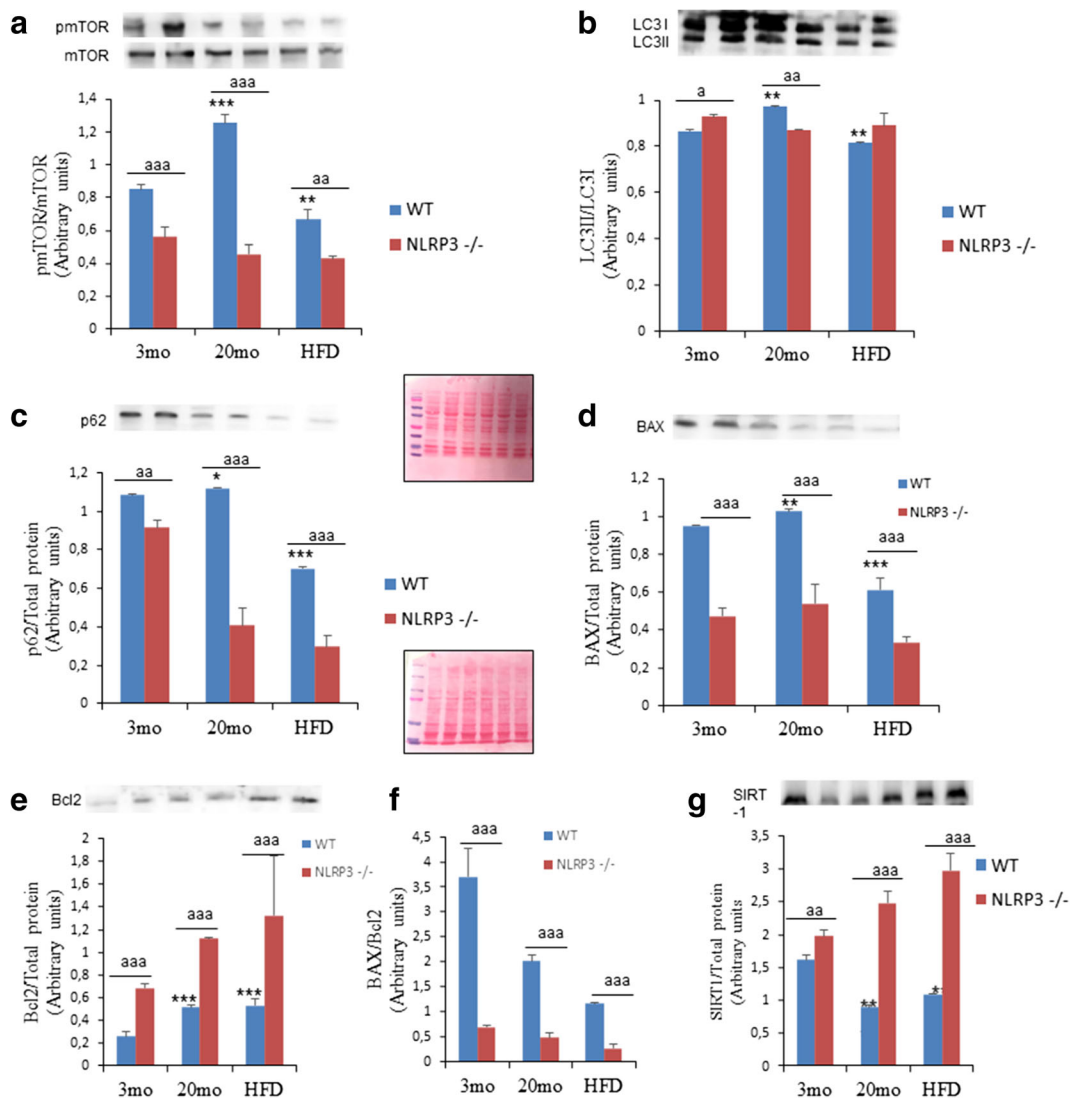 a
pmTOR
mTOR
aaa
***
aaa
aa
**
pmTOR/mTOR
(Arbitrary units)
1,4
1,2
1
0,8
0,6
0,4
0,2
0
3mo 20mo HFD
WT
NLRP3 -/-
b
LC3 I
LC3II
a
aa
**
**
LC3II/LC3I
(Arbitrary units)
1
0,8
0,6
0,4
0,2
0
3mo 20mo HFD
WT
NLRP3 -/-
c
p62
aa
aaa
*
aaa
***
p62/Total protein
(Arbitrary units)
1,2
1
0,8
0,6
0,4
0,2
0
3mo 20mo HFD
WT
NLRP3 -/-
d
BAX
aaa
aaa
**
aaa
***
BAX/Total protein
(Arbitrary units)
1,2
1
0,8
0,6
0,4
0,2
0
3mo 20mo HFD
WT
NLRP3 -/-
e
Bcl2
aaa
aaa
***
aaa
***
Bcl2/Total protein
(Arbitrary units)
2
1,8
1,6
1,4
1,2
1
0,8
0,6
0,4
0,2
0
3mo 20mo HFD
WT
NLRP3 -/-
f
aaa
aaa
aaa
BAX/Bcl2
(Arbitrary units)
4,5
4
3,5
3
2,5
2
1,5
1
0,5
0
3mo 20mo HFD
WT
NLRP3 -/-
g
SIRT
-1
aa
aaa
**
aaa
*
SIRT1/Total protein
(Arbitrary units
3,5
3
2,5
2
1,5
1
0,5
0
3mo 20mo HFD
WT
NLRP3 -/-